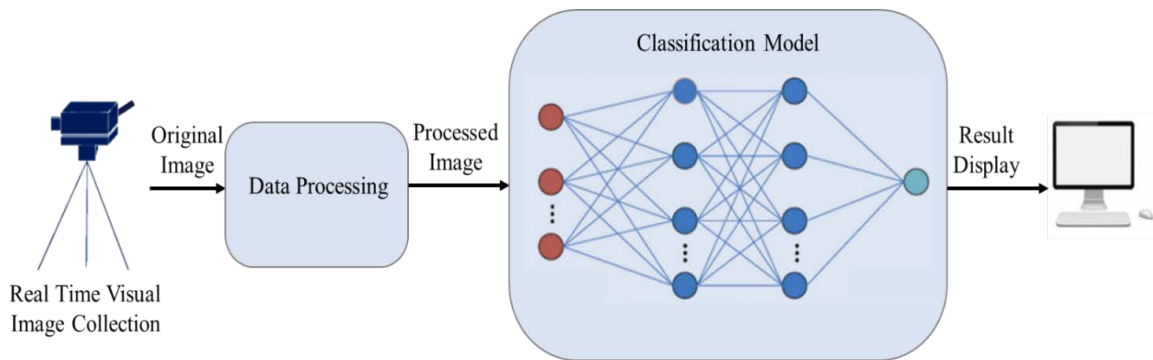 Classification Model
Original
Image
Processed
Image
Result
Display
Data Processing
Real Time Visual
Image Collection